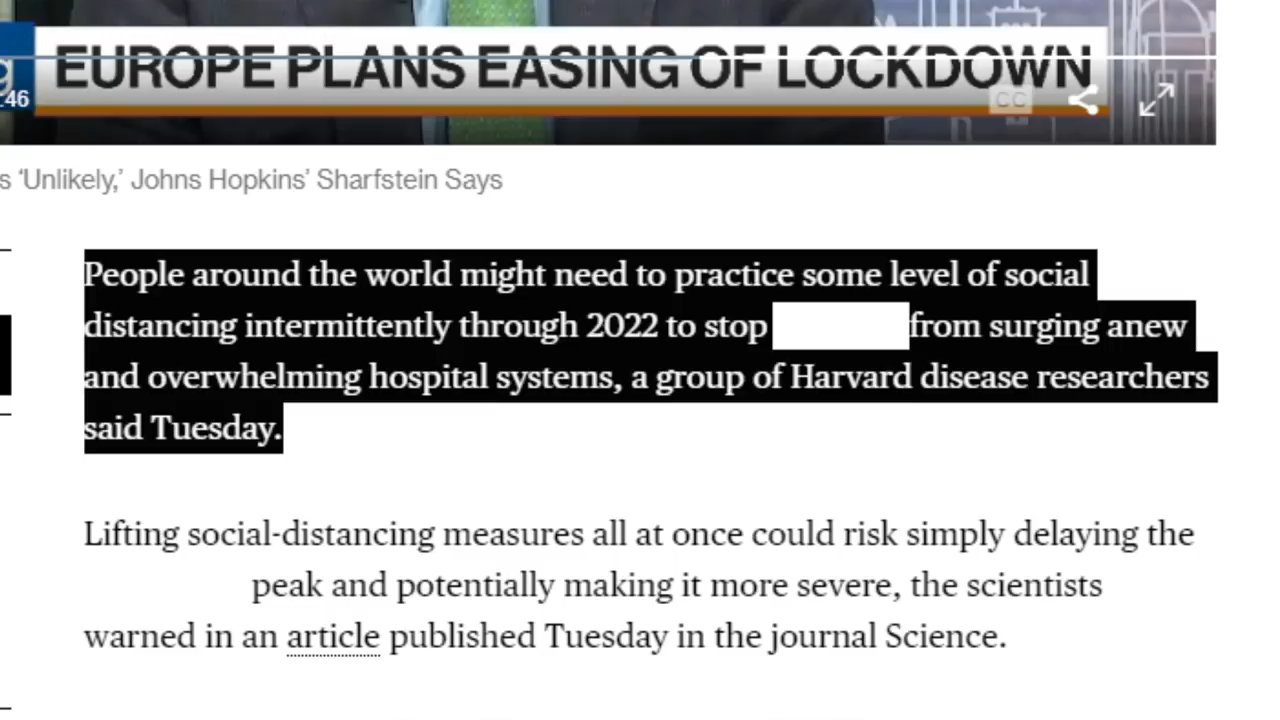 g
EUROPE PLANS EASING OF LOCKDOWN
:46
CC
s ‘Unlikely,’ Johns Hopkins’ Sharfstein Says
People around the world might need to practice some level of social
distancing intermittently through 2022 to stop from surging anew
and overwhelming hospital systems, a group of Harvard disease researchers
said Tuesday.
Lifting social-distancing measures all at once could risk simply delaying the
peak and potentially making it more severe, the scientists
warned in an article published Tuesday in the journal Science.